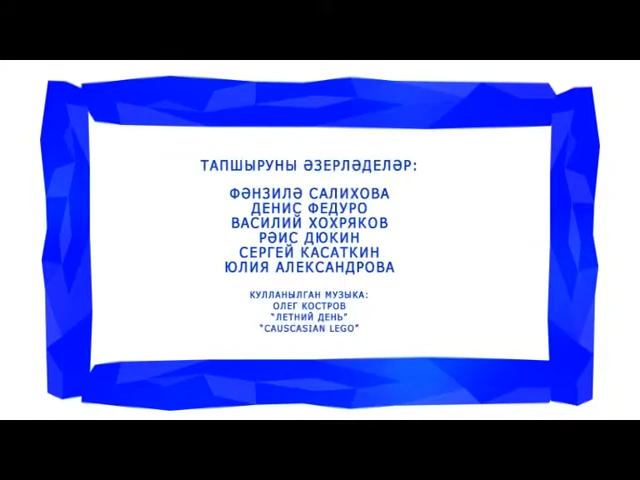 ТАПШЫРУНЫ ӘЗЕРЛӘДЕЛӘР:
ФӘНЗИЛӘ САЛИХОВА
ДЕНИС ФЕДУРО
ВАСИЛИЙ ХОХРЯКОВ
РӘИС ДЮКИН
СЕРГЕЙ КАСАТКИН
ЮЛИЯ АЛЕКСАНДРОВА
КУЛЛАНЫЛГАН МУЗЫКА:
ОЛЕГ КОСТРОВ
"ЛЕТНИЙ ДЕНЬ"
"CAUSCASIAN LEGO"